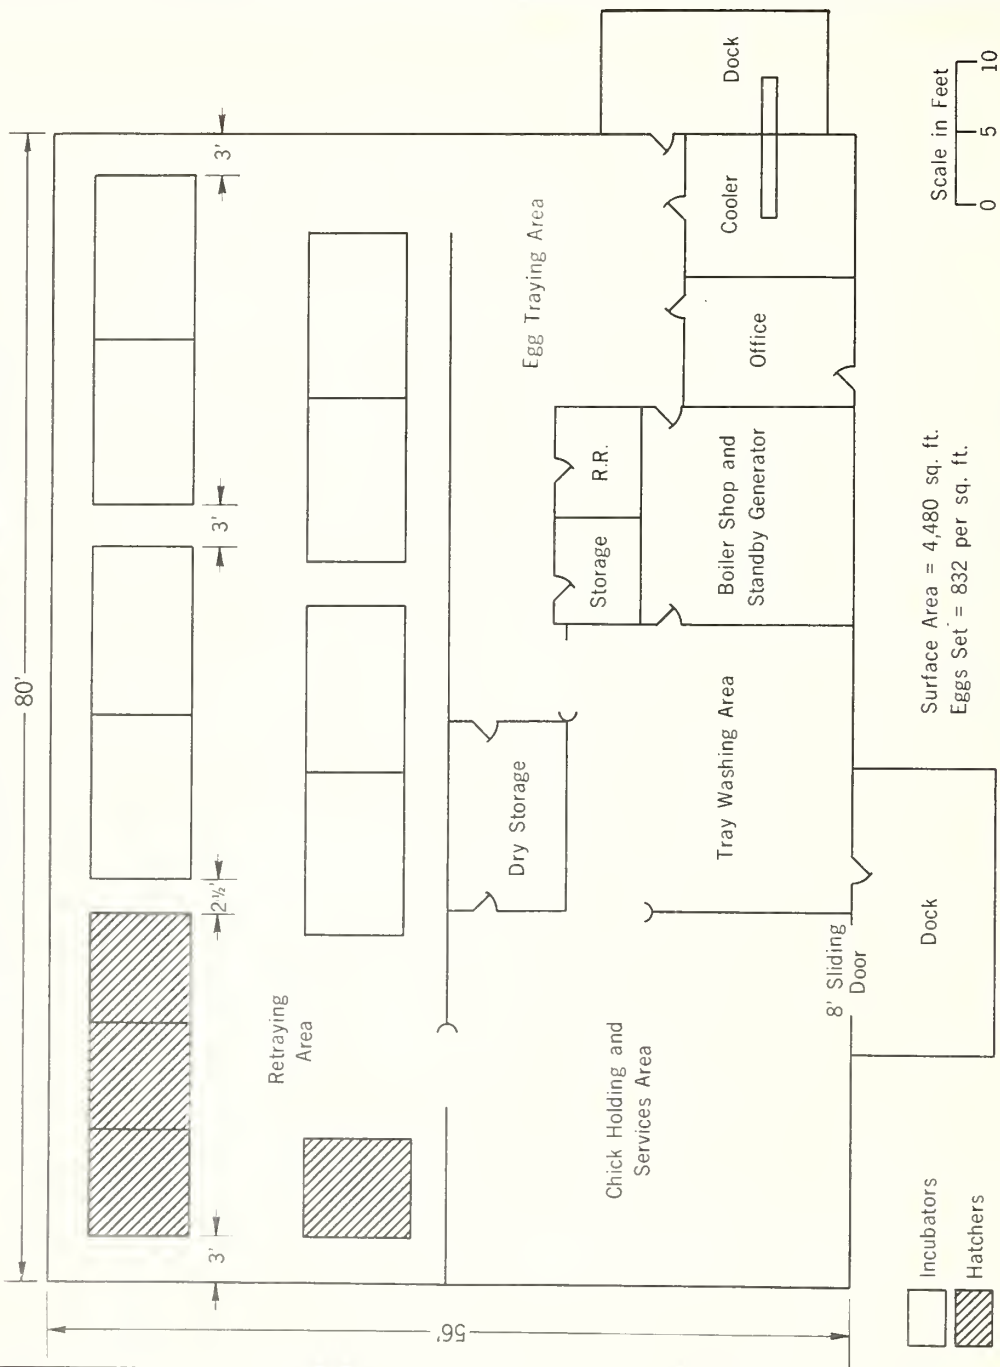 80'
56'
3'
2½'
3'
3'
Retraying
Area
Egg Traying Area
Dry Storage
Storage
R.R.
Chick Holding and
Services Area
Tray Washing Area
Boiler Shop and
Standby Generator
Office
Cooler
Dock
8' Sliding
Door
Dock
Incubators
Hatchers
Surface Area = 4,480 sq. ft.
Eggs Set = 832 per sq. ft.
Scale in Feet
0 5 10